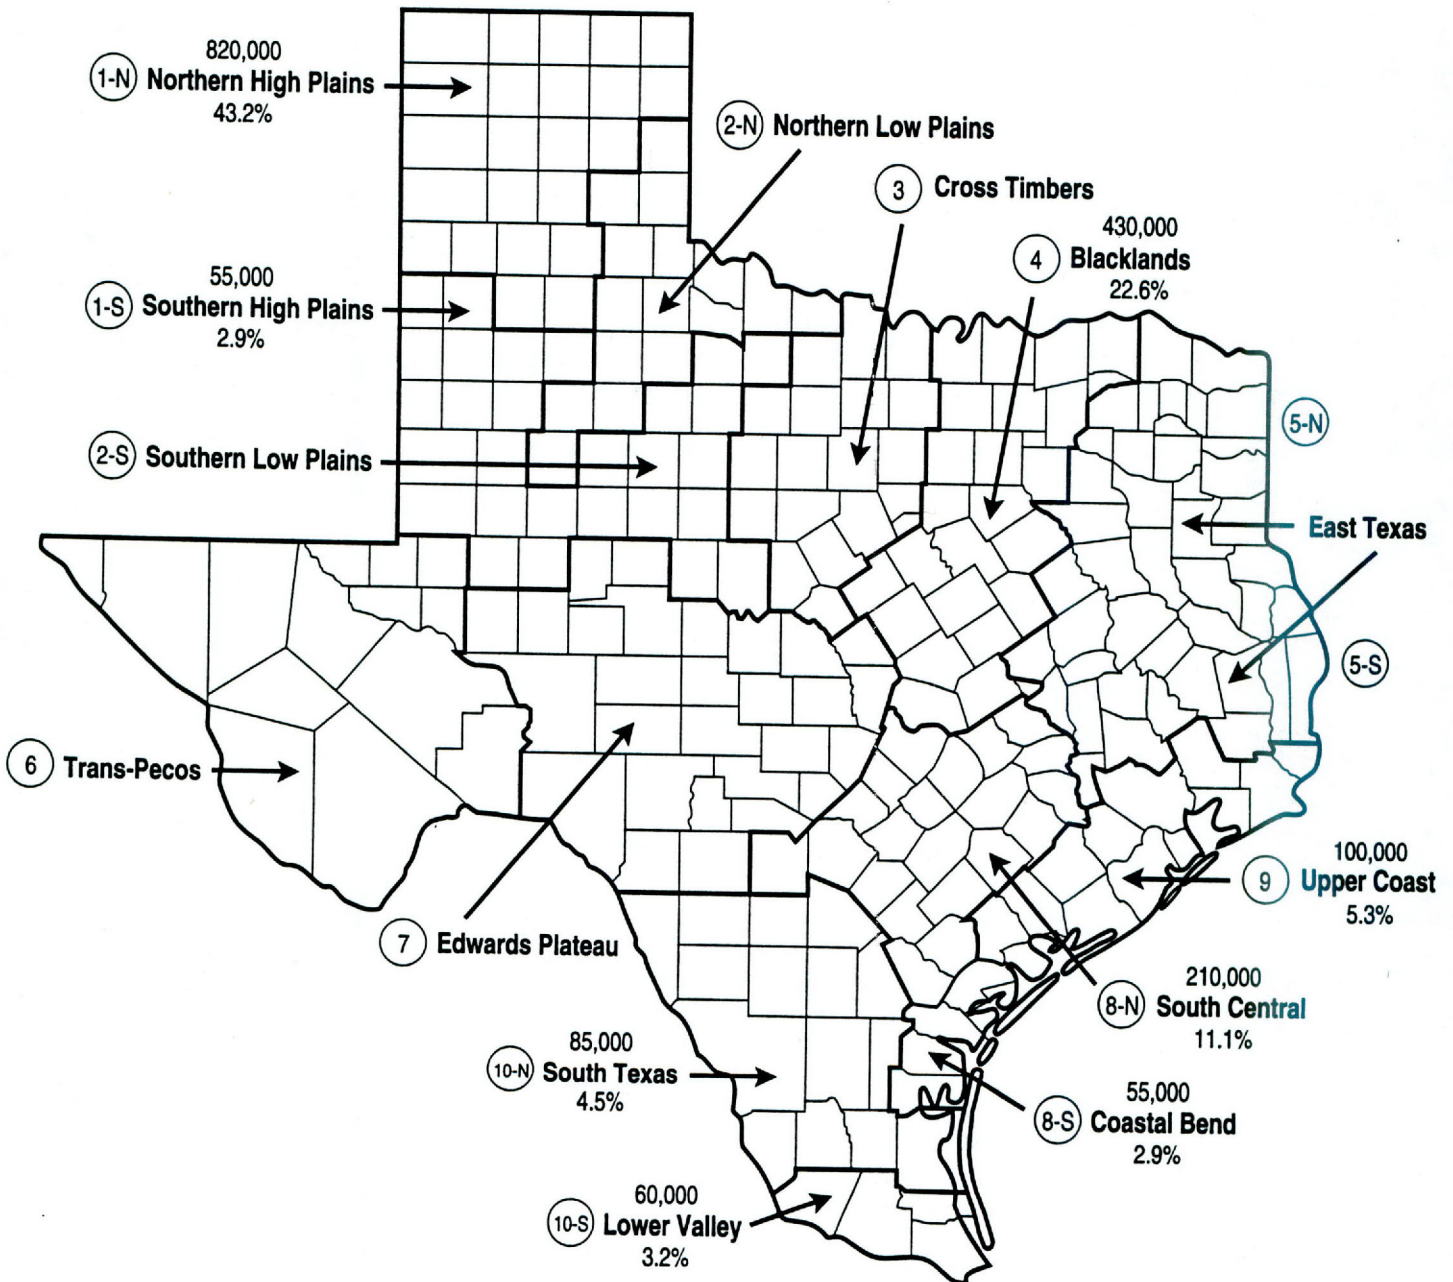 820,000
1-N Northern High Plains
43.2%
2-N Northern Low Plains
3 Cross Timbers
430,000
4 Blacklands
22.6%
55,000
1-S Southern High Plains
2.9%
5-N
2-S Southern Low Plains
East Texas
5-S
6 Trans-Pecos
100,000
9 Upper Coast
5.3%
7 Edwards Plateau
210,000
8-N South Central
11.1%
85,000
10-N South Texas
4.5%
55,000
8-S Coastal Bend
2.9%
60,000
10-S Lower Valley
3.2%